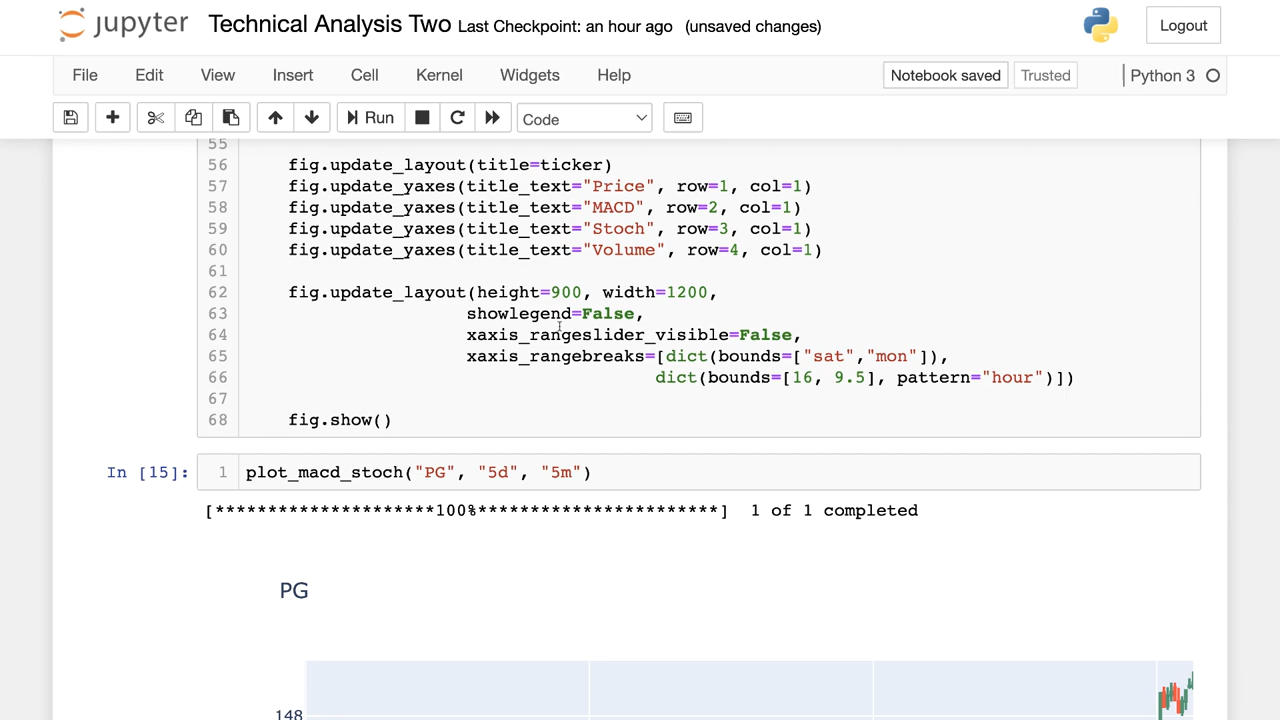 jupyter Technical Analysis Two Last Checkpoint: an hour ago (unsaved changes) Logout
File Edit View Insert Cell Kernel Widgets Help Notebook saved Trusted Python 3
Run Code
55
56 fig.update_layout(title=ticker)
57 fig.update_yaxes(title_text="Price", row=1, col=1)
58 fig.update_yaxes(title_text="MACD", row=2, col=1)
59 fig.update_yaxes(title_text="Stoch", row=3, col=1)
60 fig.update_yaxes(title_text="Volume", row=4, col=1)
61
62 fig.update_layout(height=900, width=1200,
63 showlegend=False,
64 xaxis_rangeslider_visible=False,
65 xaxis_rangebreaks=[dict(bounds=["sat","mon"]),
66 dict(bounds=[16, 9.5], pattern="hour")])
67
68 fig.show()
In [15]: 1 plot_macd_stoch("PG", "5d", "5m")
[*********************100%***********************] 1 of 1 completed
PG
148